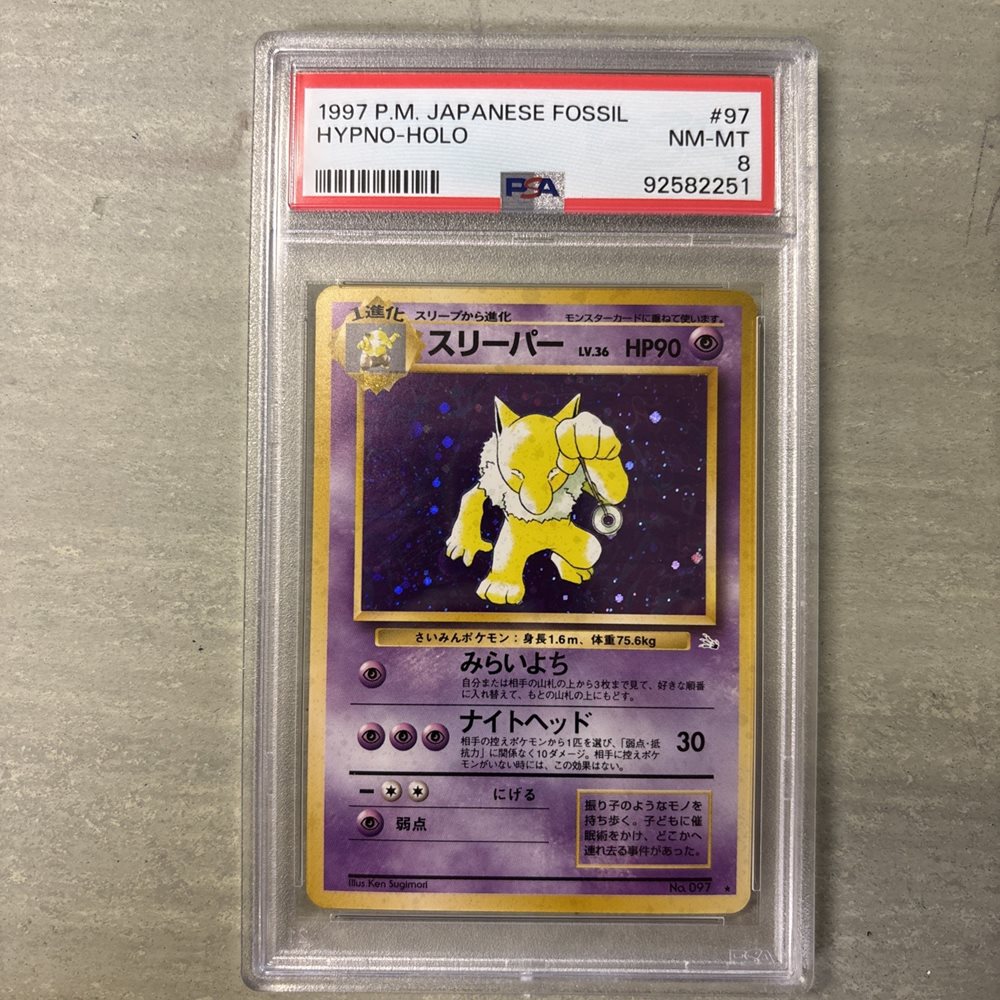 1997 P.M. JAPANESE FOSSIL #97
HYPNO-HOLO NM-MT
8
PSA 92582251
1進化 スリープから進化 モンスターカードに重ねて使います。
スリーパー LV.36 HP90
さいみんポケモン：身長1.6m、体重75.6kg
みらいよち
自分または相手の山札の上から3枚まで見て、好きな順番
に入れ替えて、もとの山札の上にもどす。
ナイトヘッド 30
相手の控えポケモンから1匹を選び、「弱点・抵
抗力」に関係なく10ダメージ。相手に控えポケ
モンがいない時には、この効果はない。
にげる
弱点
振り子のようなモノを
持ち歩く。子どもに催
眠術をかけ、どこかへ
連れ去る事件があった。
Illus. Ken Sugimori No. 097 ★
PSA